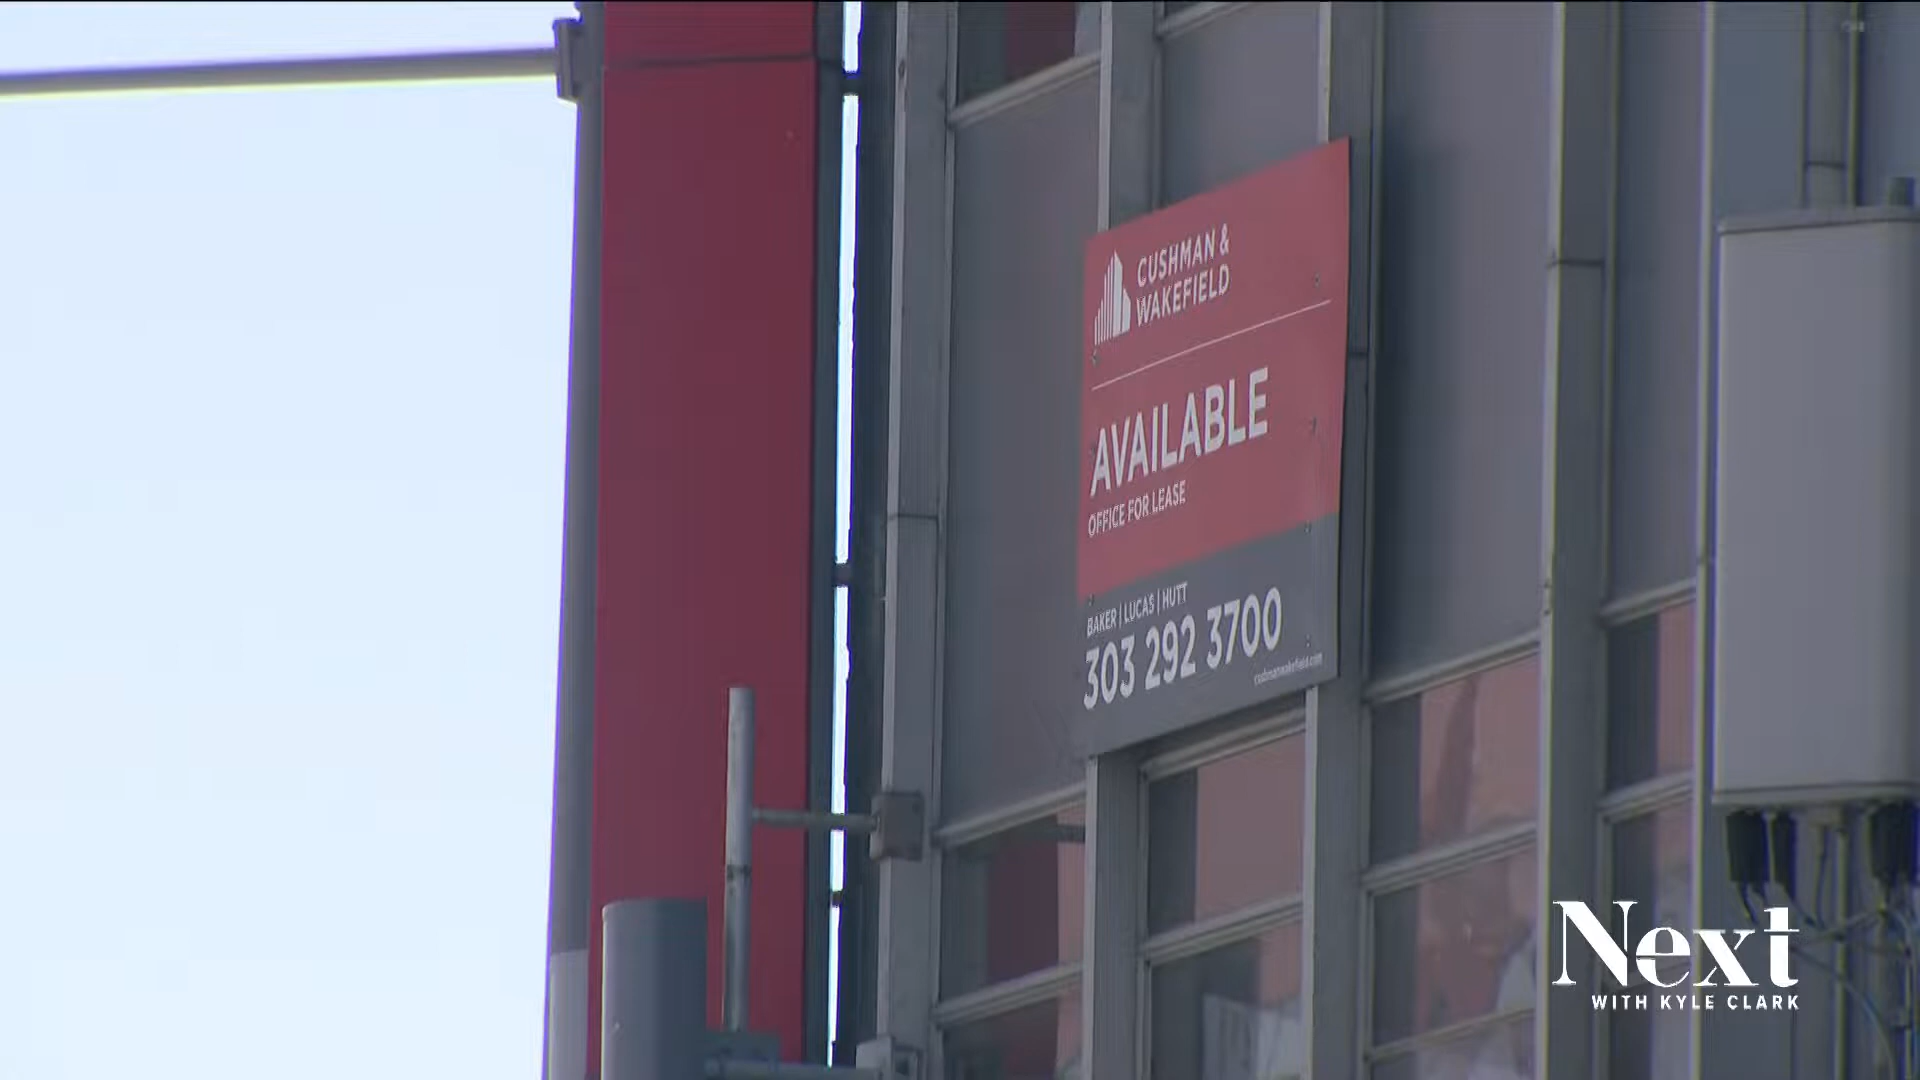 CUSHMAN &
WAKEFIELD
AVAILABLE
OFFICE FOR LEASE
BAKER | LUCAS | HUTT
303 292 3700
cushmanwakefield.com
Next
WITH KYLE CLARK